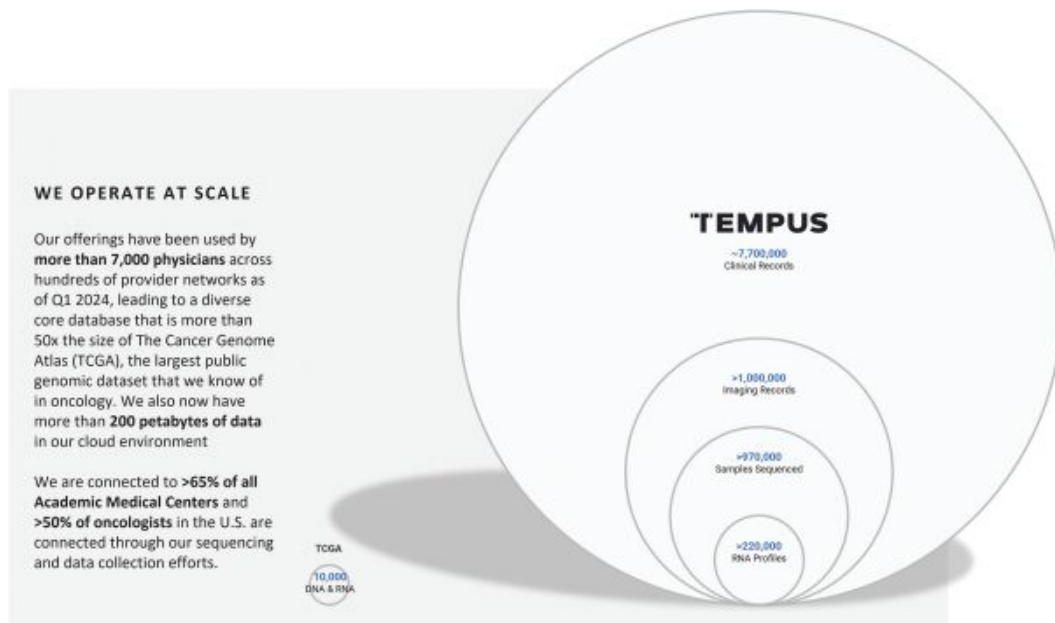 WE OPERATE AT SCALE
Our offerings have been used by
more than 7,000 physicians across
hundreds of provider networks as
of Q1 2024, leading to a diverse
core database that is more than
50x the size of The Cancer Genome
Atlas (TCGA), the largest public
genomic dataset that we know of
in oncology. We also now have
more than 200 petabytes of data
in our cloud environment
We are connected to >65% of all
Academic Medical Centers and
>50% of oncologists in the U.S. are
connected through our sequencing
and data collection efforts.
TCGA
10,000
DNA & RNA
TEMPUS
~7,700,000
Clinical Records
>1,000,000
Imaging Records
>970,000
Samples Sequenced
>220,000
RNA Profiles